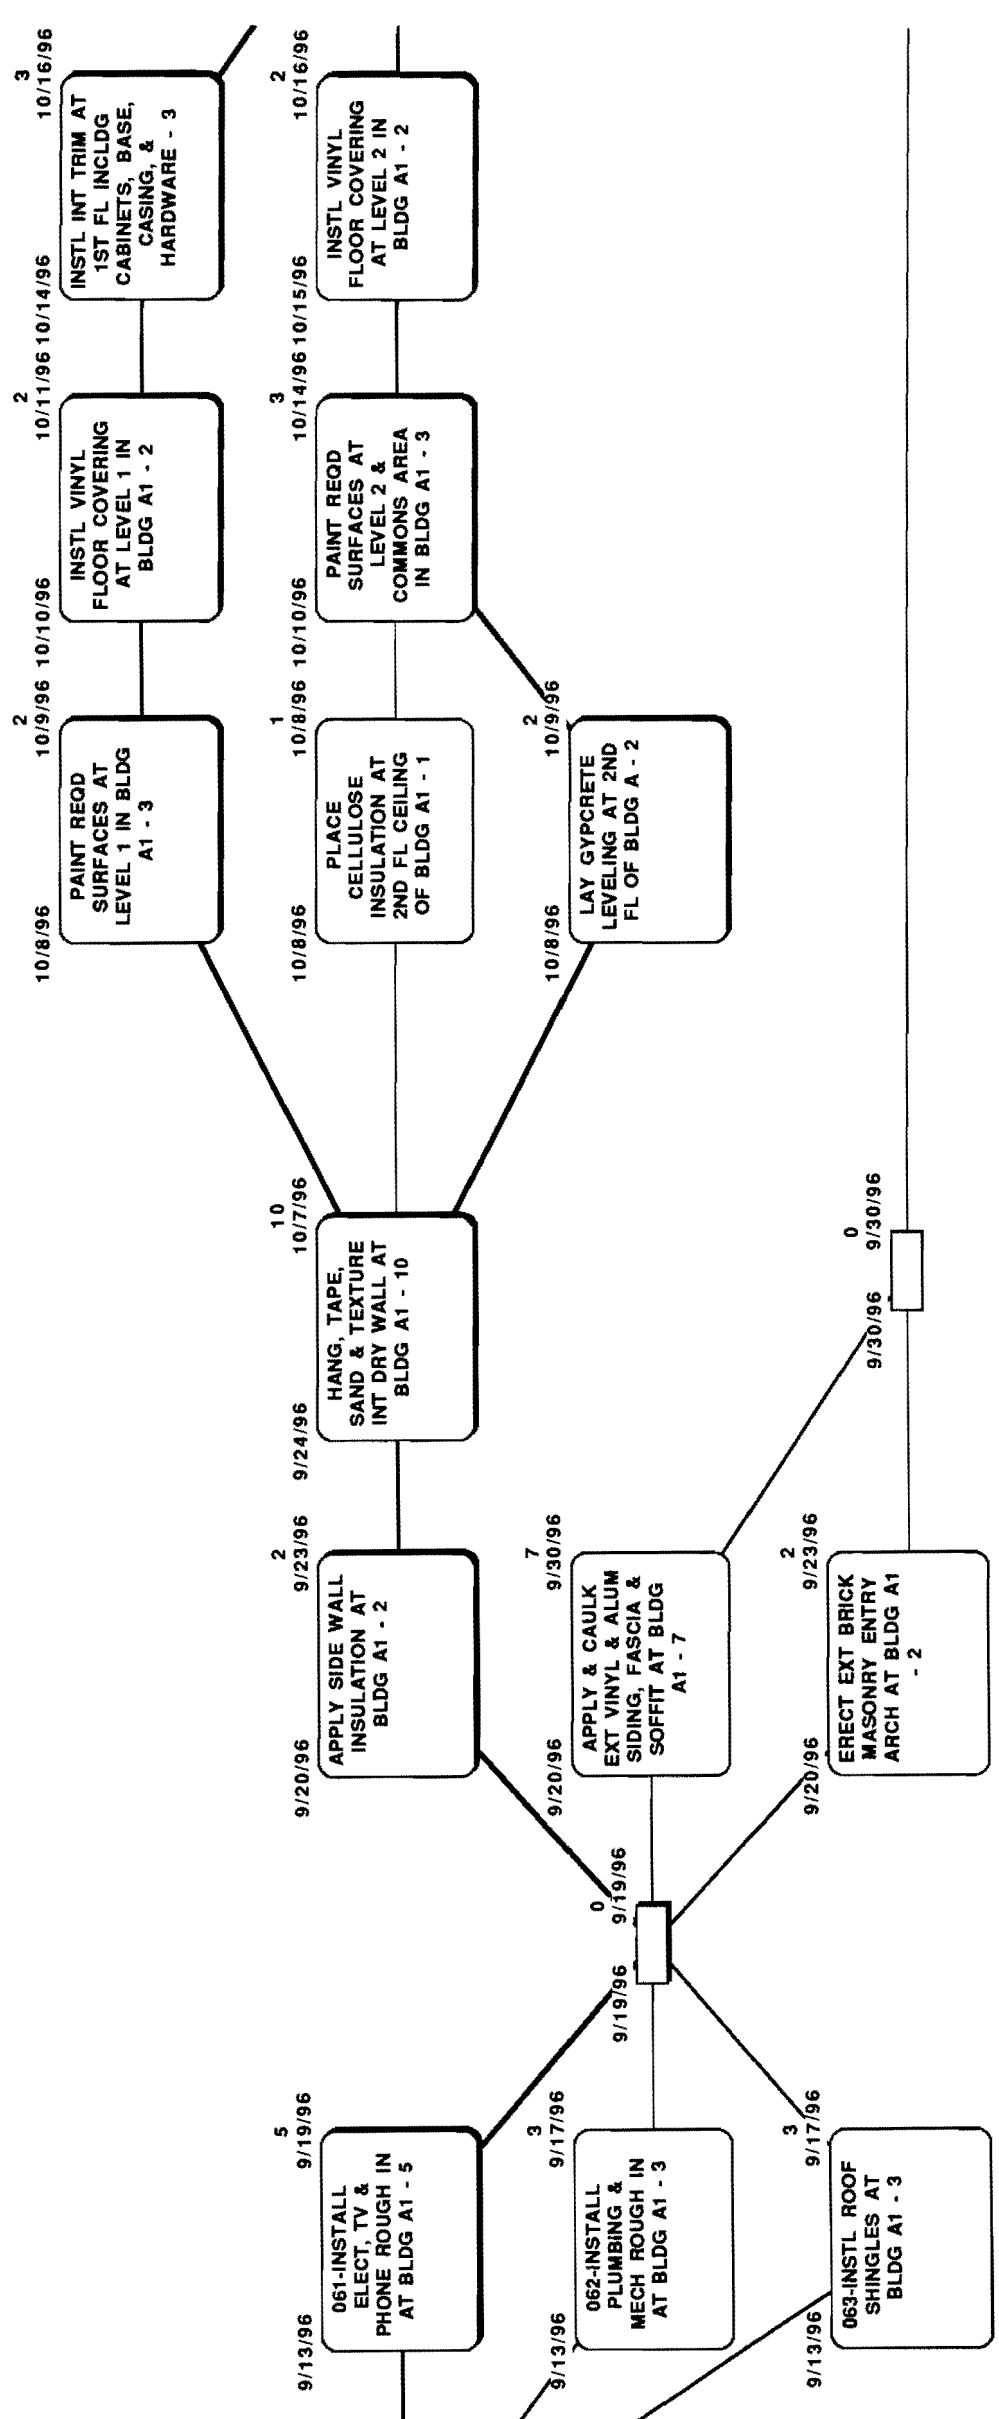 9/13/96
5
9/19/96
061-INSTALL
ELECT, TV &
PHONE ROUGH IN
AT BLDG A1 - 5
9/13/96
3
9/17/96
062-INSTALL
PLUMBING &
MECH ROUGH IN
AT BLDG A1 - 3
9/13/96
3
9/17/96
063-INSTL ROOF
SHINGLES AT
BLDG A1 - 3
9/19/96
0
9/19/96
9/20/96
2
9/23/96
APPLY SIDE WALL
INSULATION AT
BLDG A1 - 2
9/20/96
7
9/30/96
APPLY & CAULK
EXT VINYL & ALUM
SIDING, FASCIA &
SOFFIT AT BLDG
A1 - 7
9/20/96
2
9/23/96
ERECT EXT BRICK
MASONRY ENTRY
ARCH AT BLDG A1
- 2
9/24/96
10
10/7/96
HANG, TAPE,
SAND & TEXTURE
INT DRY WALL AT
BLDG A1 - 10
9/30/96
0
9/30/96
10/8/96
2
10/9/96
PAINT REQD
SURFACES AT
LEVEL 1 IN BLDG
A1 - 3
10/8/96
1
10/8/96
PLACE
CELLULOSE
INSULATION AT
2ND FL CEILING
OF BLDG A1 - 1
10/8/96
2
10/9/96
LAY GYPCRETE
LEVELING AT 2ND
FL OF BLDG A - 2
10/10/96
2
10/11/96
INSTL VINYL
FLOOR COVERING
AT LEVEL 1 IN
BLDG A1 - 2
10/10/96
3
10/14/96
PAINT REQD
SURFACES AT
LEVEL 2 &
COMMONS AREA
IN BLDG A1 - 3
10/14/96
3
10/16/96
INSTL INT TRIM AT
1ST FL INCLDG
CABINETS, BASE,
CASING, &
HARDWARE - 3
10/15/96
2
10/16/96
INSTL VINYL
FLOOR COVERING
AT LEVEL 2 IN
BLDG A1 - 2